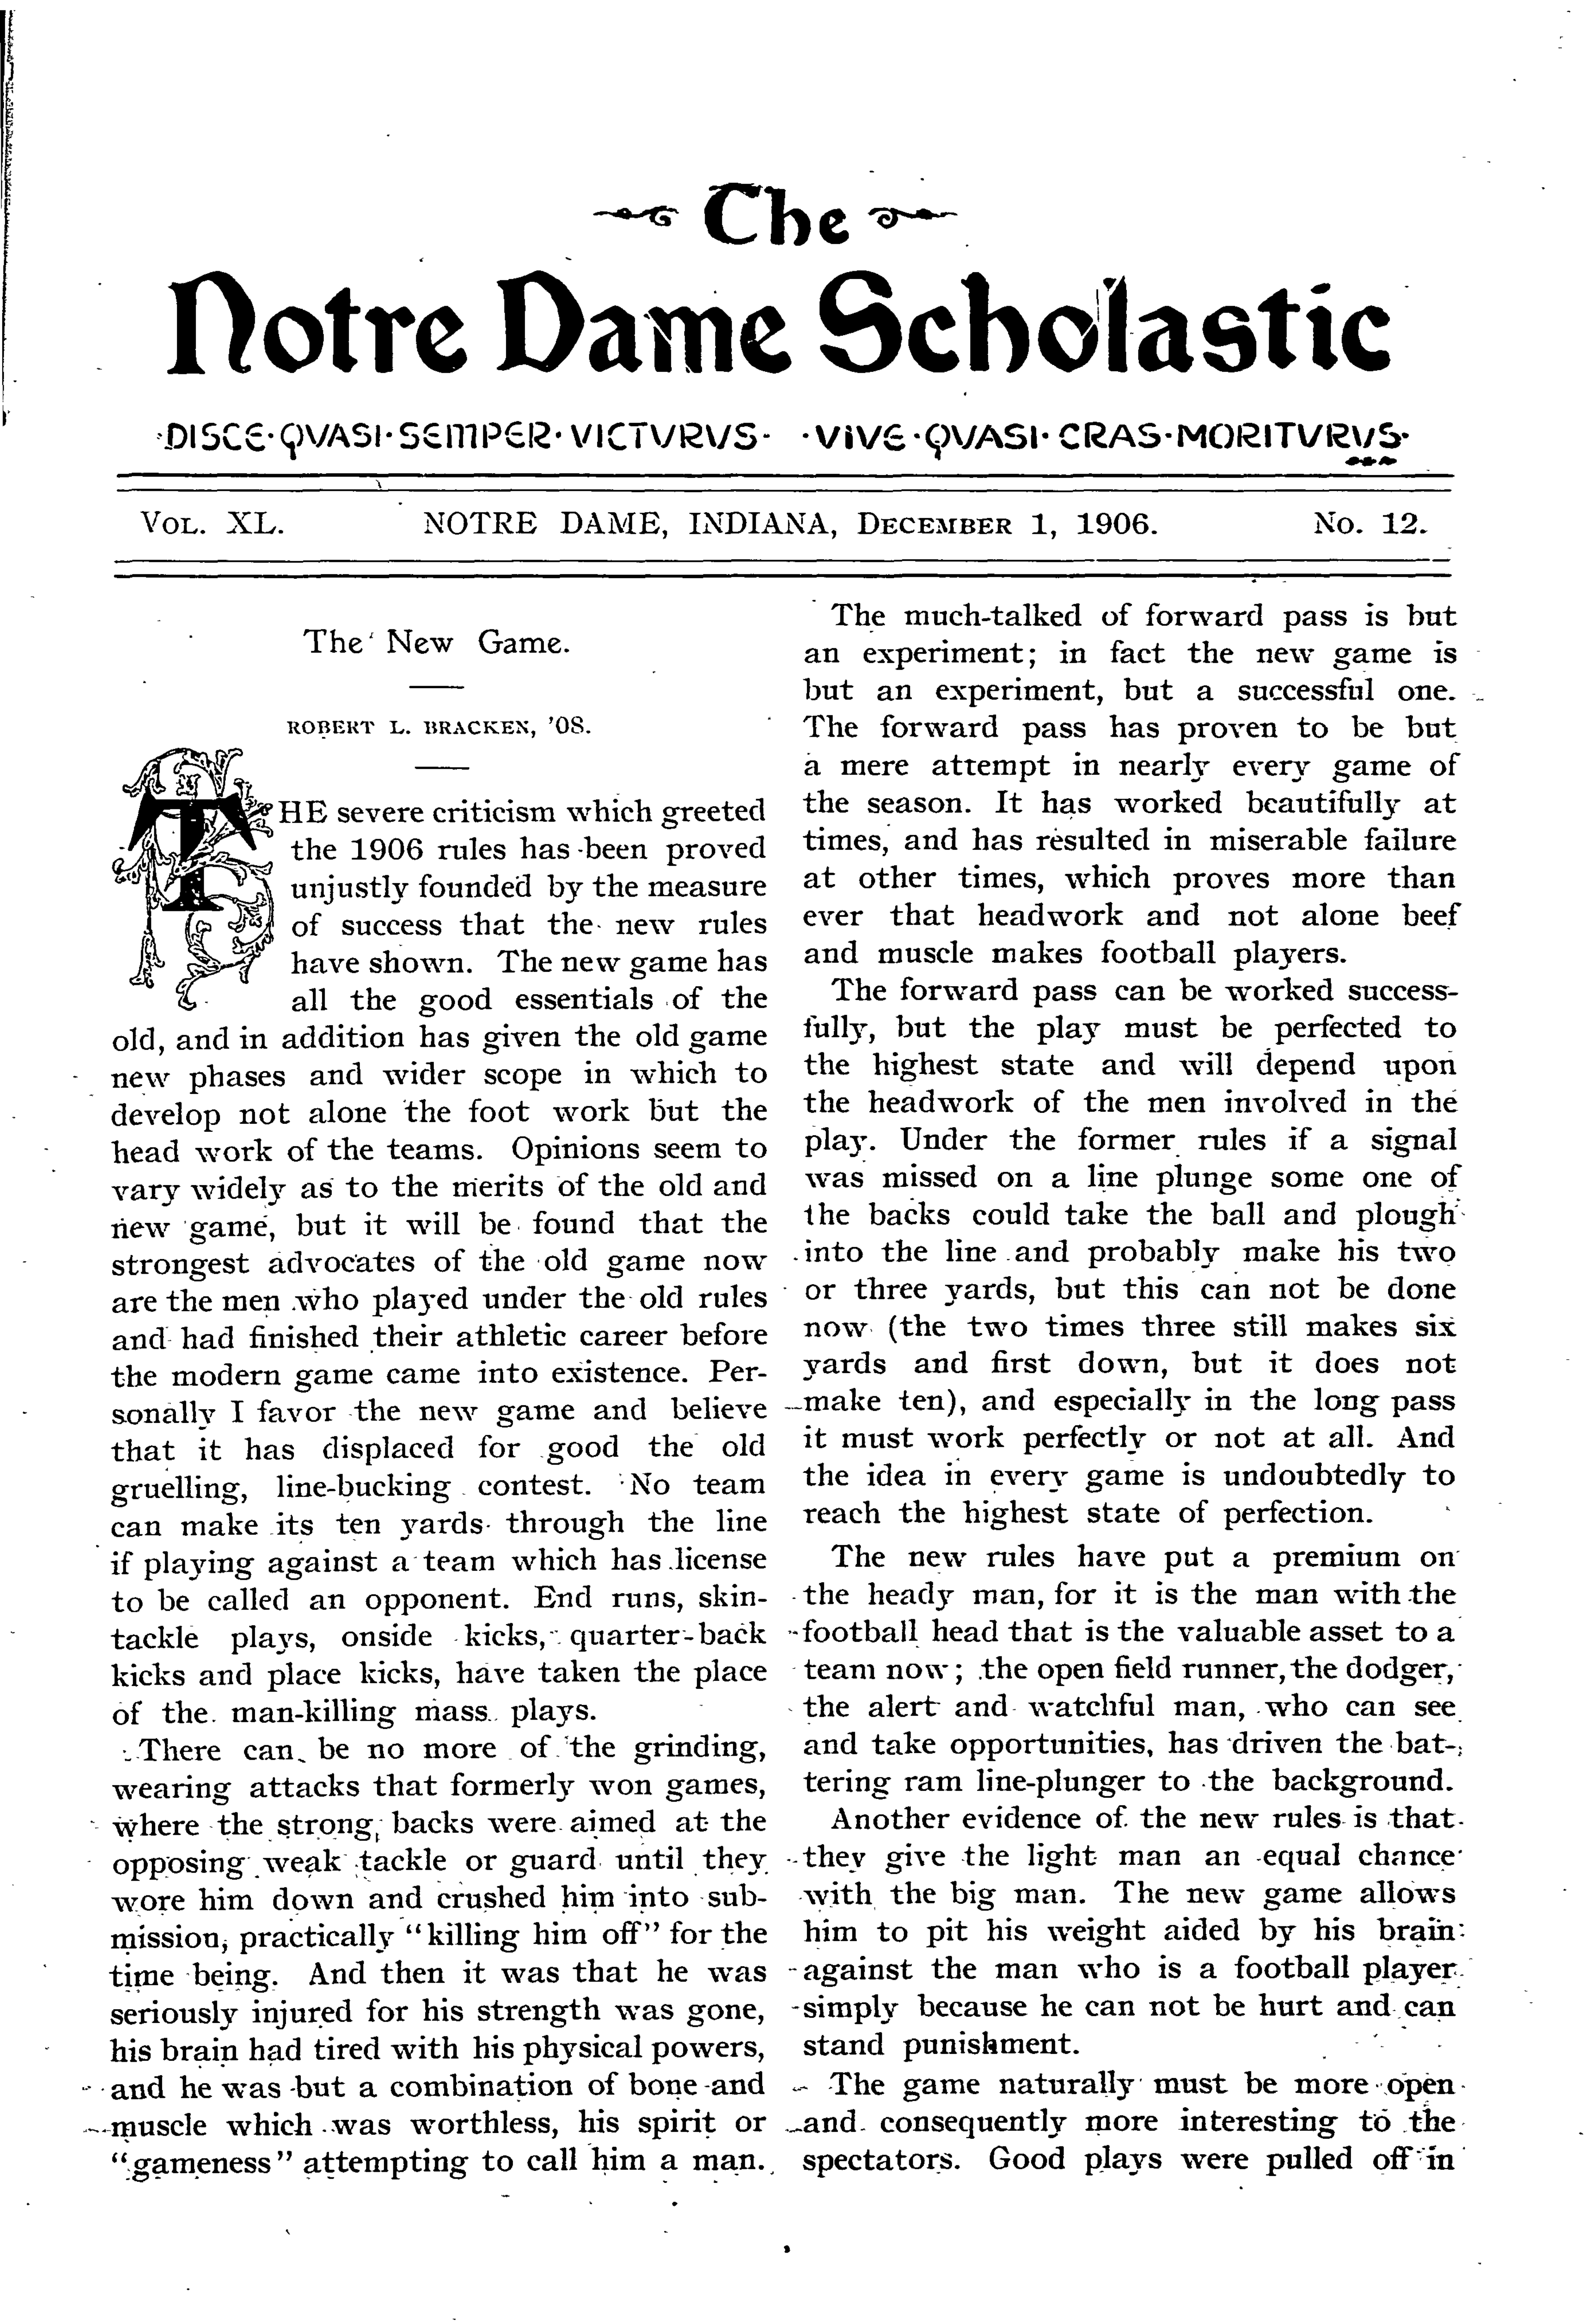 The
Notre Dame Scholastic
·DISCE·QVASI·SEMPER·VICTVRVS· ·VIVE·QVASI·CRAS·MORITVRVS·
VOL. XL. NOTRE DAME, INDIANA, DECEMBER 1, 1906. NO. 12.
The New Game.
ROBERT L. BRACKEN, '08.
THE severe criticism which greeted
the 1906 rules has been proved
unjustly founded by the measure
of success that the new rules
have shown. The new game has
all the good essentials of the
old, and in addition has given the old game
new phases and wider scope in which to
develop not alone the foot work but the
head work of the teams. Opinions seem to
vary widely as to the merits of the old and
new game, but it will be found that the
strongest advocates of the old game now
are the men who played under the old rules
and had finished their athletic career before
the modern game came into existence. Per-
sonally I favor the new game and believe
that it has displaced for good the old
gruelling, line-bucking contest. No team
can make its ten yards through the line
if playing against a team which has license
to be called an opponent. End runs, skin-
tackle plays, onside kicks, quarter-back
kicks and place kicks, have taken the place
of the man-killing mass plays.
There can be no more of the grinding,
wearing attacks that formerly won games,
where the strong backs were aimed at the
opposing weak tackle or guard until they
wore him down and crushed him into sub-
mission, practically "killing him off" for the
time being. And then it was that he was
seriously injured for his strength was gone,
his brain had tired with his physical powers,
and he was but a combination of bone and
muscle which was worthless, his spirit or
"gameness" attempting to call him a man.
The much-talked of forward pass is but
an experiment; in fact the new game is
but an experiment, but a successful one.
The forward pass has proven to be but
a mere attempt in nearly every game of
the season. It has worked beautifully at
times, and has resulted in miserable failure
at other times, which proves more than
ever that headwork and not alone beef
and muscle makes football players.
The forward pass can be worked success-
fully, but the play must be perfected to
the highest state and will depend upon
the headwork of the men involved in the
play. Under the former rules if a signal
was missed on a line plunge some one of
the backs could take the ball and plough
into the line and probably make his two
or three yards, but this can not be done
now (the two times three still makes six
yards and first down, but it does not
make ten), and especially in the long pass
it must work perfectly or not at all. And
the idea in every game is undoubtedly to
reach the highest state of perfection.
The new rules have put a premium on
the heady man, for it is the man with the
football head that is the valuable asset to a
team now; the open field runner, the dodger,
the alert and watchful man, who can see
and take opportunities, has driven the bat-
tering ram line-plunger to the background.
Another evidence of the new rules is that
they give the light man an equal chance
with the big man. The new game allows
him to pit his weight aided by his brain
against the man who is a football player
simply because he can not be hurt and can
stand punishment.
The game naturally must be more open
and consequently more interesting to the
spectators. Good plays were pulled off in